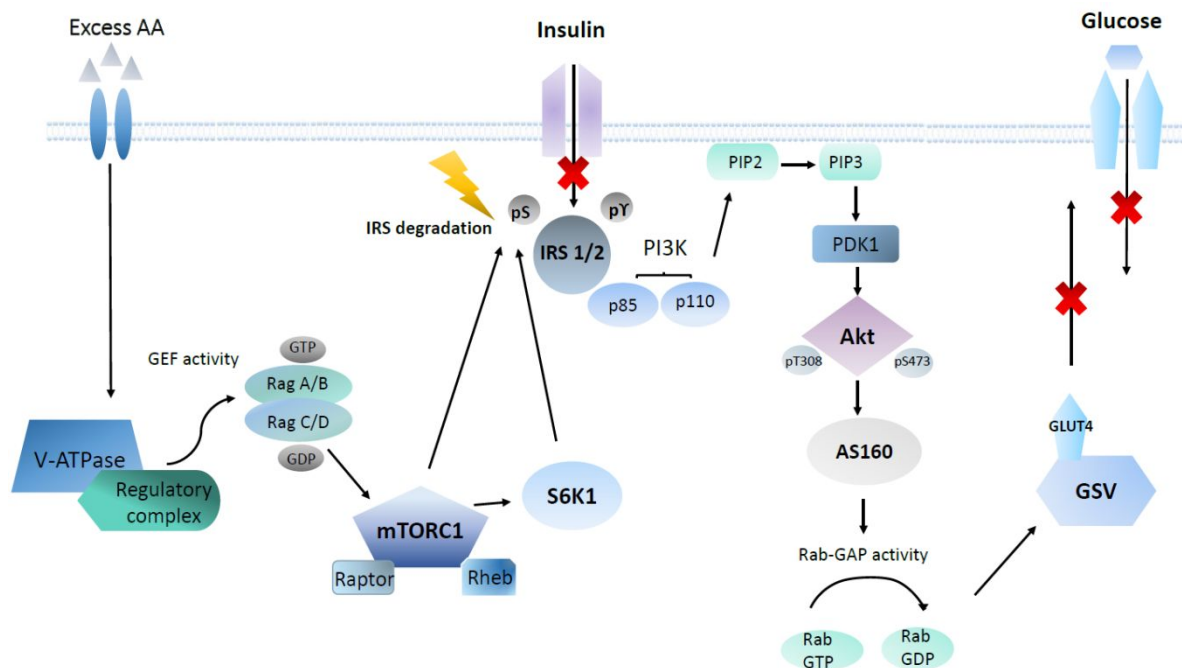 Excess AA
Insulin
Glucose
PIP2
PIP3
IRS degradation
pS
pϒ
IRS 1/2
PI3K
p85
p110
PDK1
Akt
pT308
pS473
GEF activity
GTP
Rag A/B
Rag C/D
GDP
V-ATPase
Regulatory
complex
mTORC1
Raptor
Rheb
S6K1
AS160
GLUT4
GSV
Rab-GAP activity
Rab
GTP
Rab
GDP